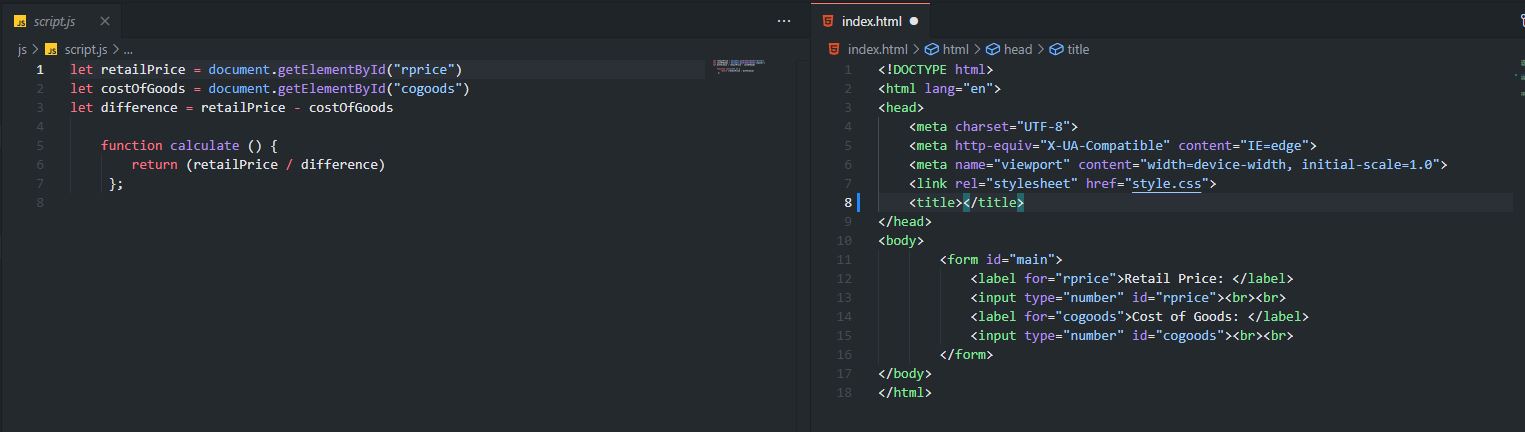 script.js
js > script.js > ...
1 let retailPrice = document.getElementById("rprice")
2 let costOfGoods = document.getElementById("cogoods")
3 let difference = retailPrice - costOfGoods
4
5 function calculate () {
6 return (retailPrice / difference)
7 };
8
index.html
index.html > html > head > title
1 <!DOCTYPE html>
2 <html lang="en">
3 <head>
4 <meta charset="UTF-8">
5 <meta http-equiv="X-UA-Compatible" content="IE=edge">
6 <meta name="viewport" content="width=device-width, initial-scale=1.0">
7 <link rel="stylesheet" href="style.css">
8 <title></title>
9 </head>
10 <body>
11 <form id="main">
12 <label for="rprice">Retail Price: </label>
13 <input type="number" id="rprice"><br><br>
14 <label for="cogoods">Cost of Goods: </label>
15 <input type="number" id="cogoods"><br><br>
16 </form>
17 </body>
18 </html>